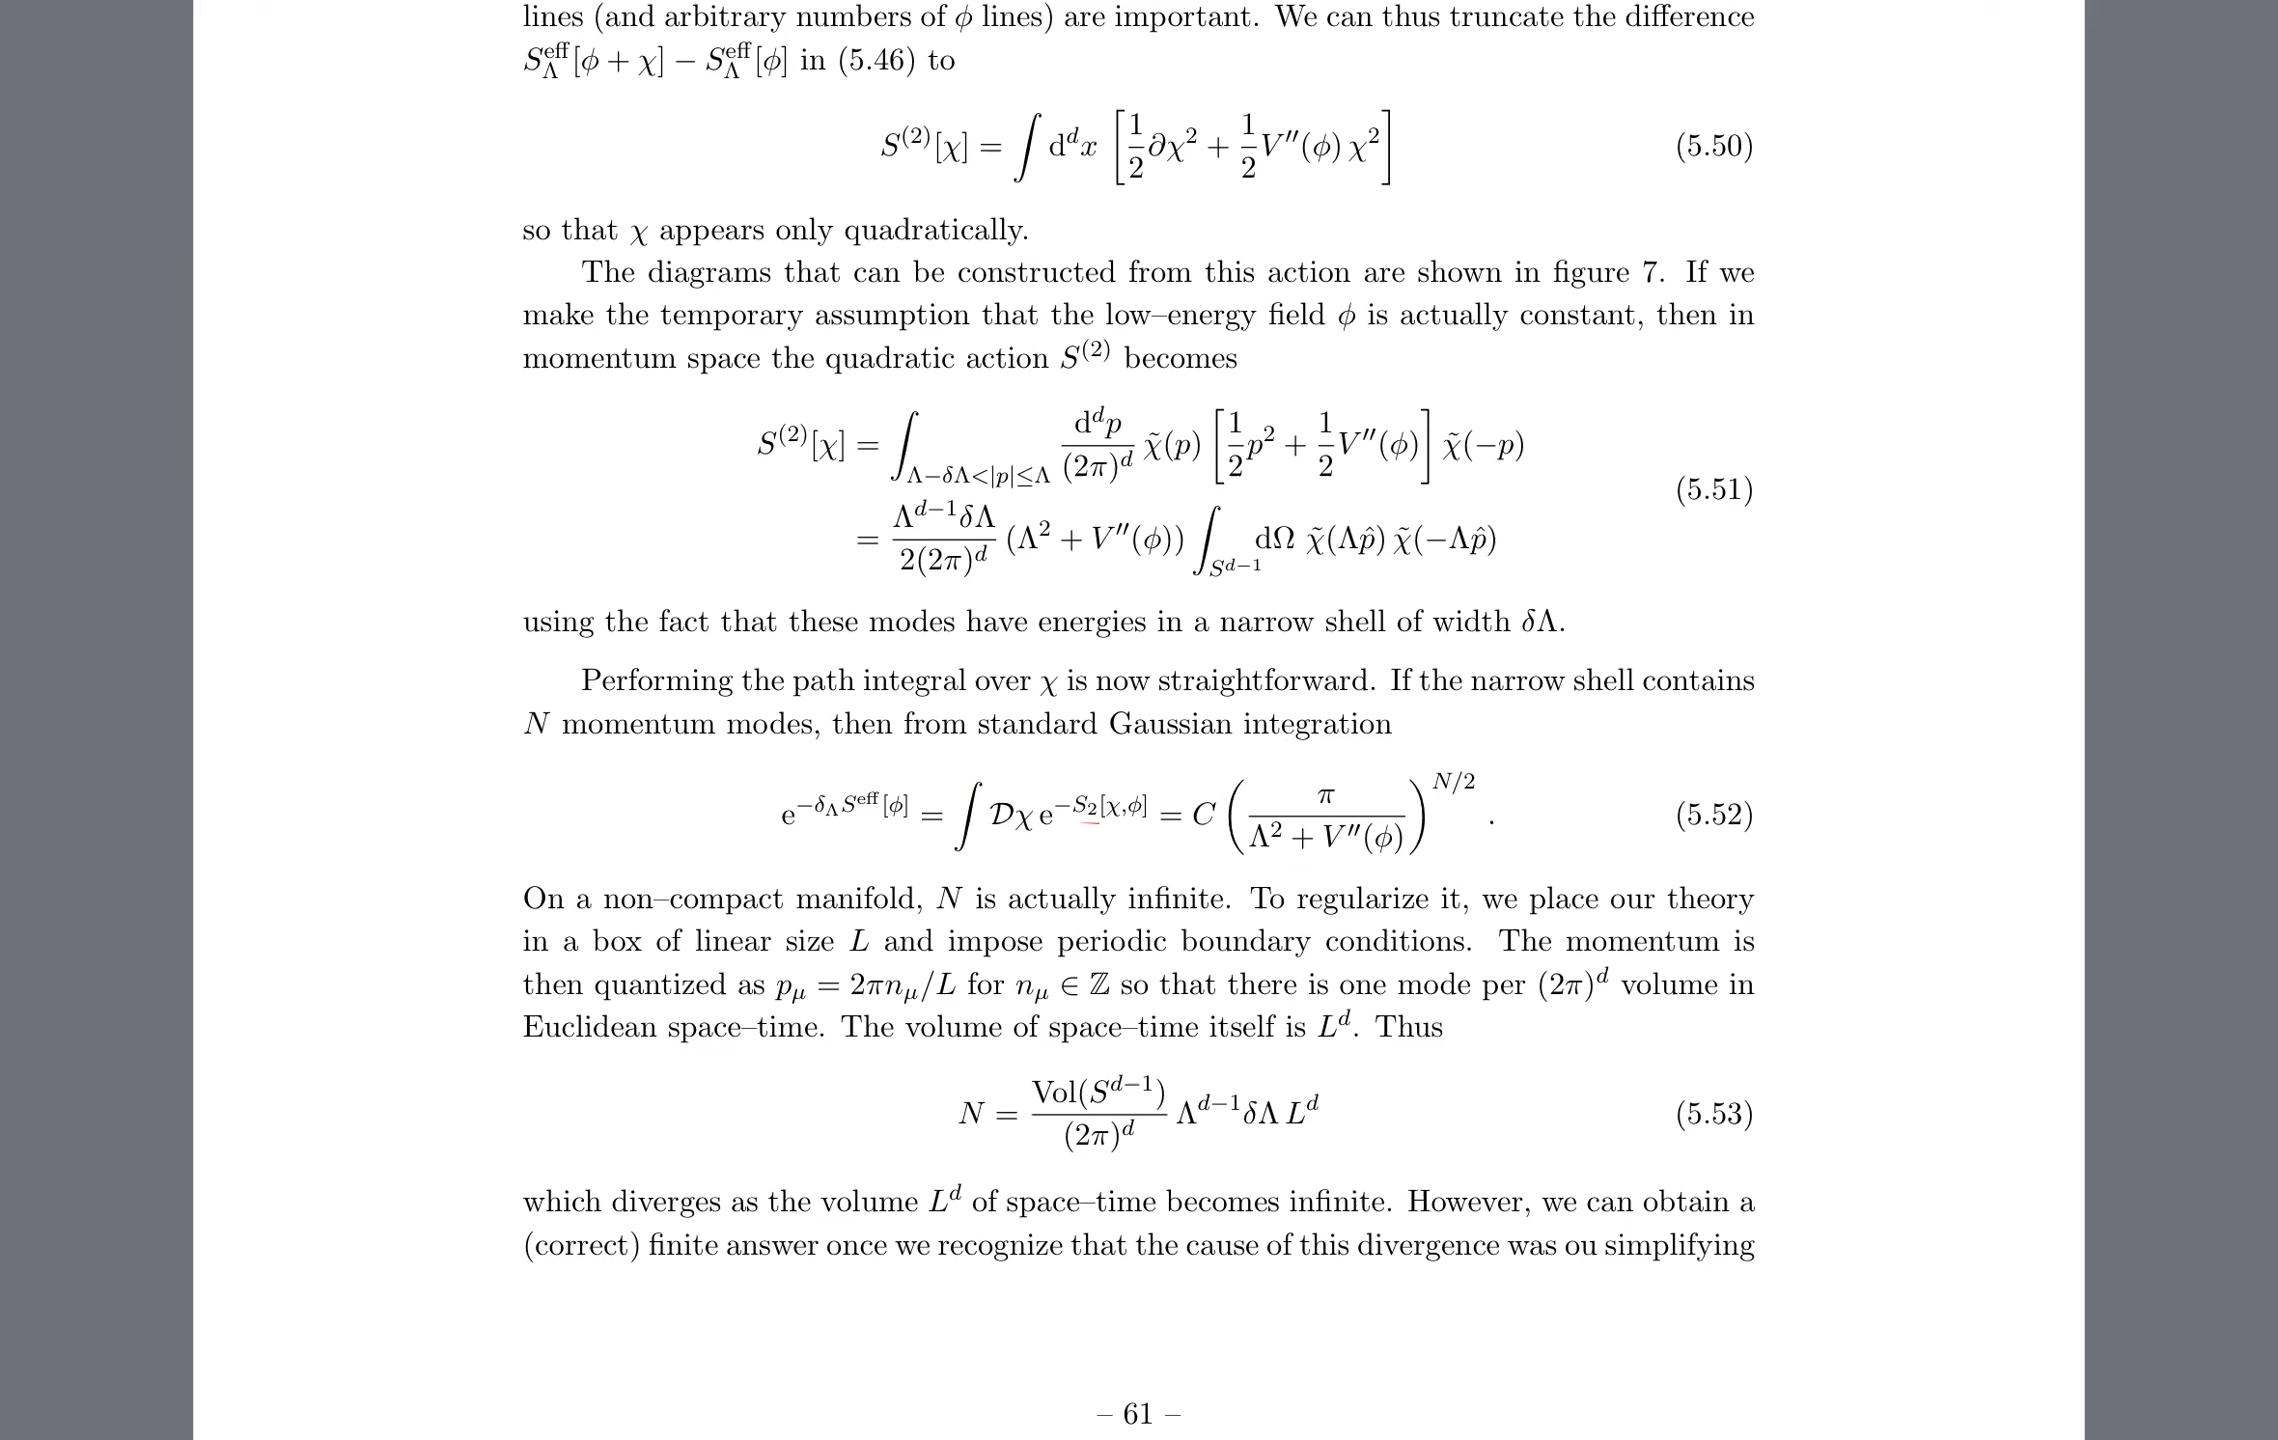 lines (and arbitrary numbers of ϕ lines) are important. We can thus truncate the difference
S_Λ^eff[ϕ + χ] − S_Λ^eff[ϕ] in (5.46) to
S^(2)[χ] = ∫ d^d x [1/2 ∂χ^2 + 1/2 V″(ϕ) χ^2] (5.50)
so that χ appears only quadratically.
The diagrams that can be constructed from this action are shown in figure 7. If we
make the temporary assumption that the low–energy field ϕ is actually constant, then in
momentum space the quadratic action S^(2) becomes
S^(2)[χ] = ∫_{Λ−δΛ<|p|≤Λ} d^d p/(2π)^d χ̃(p) [1/2 p^2 + 1/2 V″(ϕ)] χ̃(−p)
= Λ^{d−1}δΛ/2(2π)^d (Λ^2 + V″(ϕ)) ∫_{S^{d−1}} dΩ χ̃(Λp̂) χ̃(−Λp̂) (5.51)
using the fact that these modes have energies in a narrow shell of width δΛ.
Performing the path integral over χ is now straightforward. If the narrow shell contains
N momentum modes, then from standard Gaussian integration
e^{−δ_Λ S^eff[ϕ]} = ∫ 𝒟χ e^{−S_2[χ,ϕ]} = C (π/(Λ^2 + V″(ϕ)))^{N/2} . (5.52)
On a non–compact manifold, N is actually infinite. To regularize it, we place our theory
in a box of linear size L and impose periodic boundary conditions. The momentum is
then quantized as p_μ = 2πn_μ/L for n_μ ∈ ℤ so that there is one mode per (2π)^d volume in
Euclidean space–time. The volume of space–time itself is L^d. Thus
N = Vol(S^{d−1})/(2π)^d Λ^{d−1}δΛ L^d (5.53)
which diverges as the volume L^d of space–time becomes infinite. However, we can obtain a
(correct) finite answer once we recognize that the cause of this divergence was ou simplifying
– 61 –